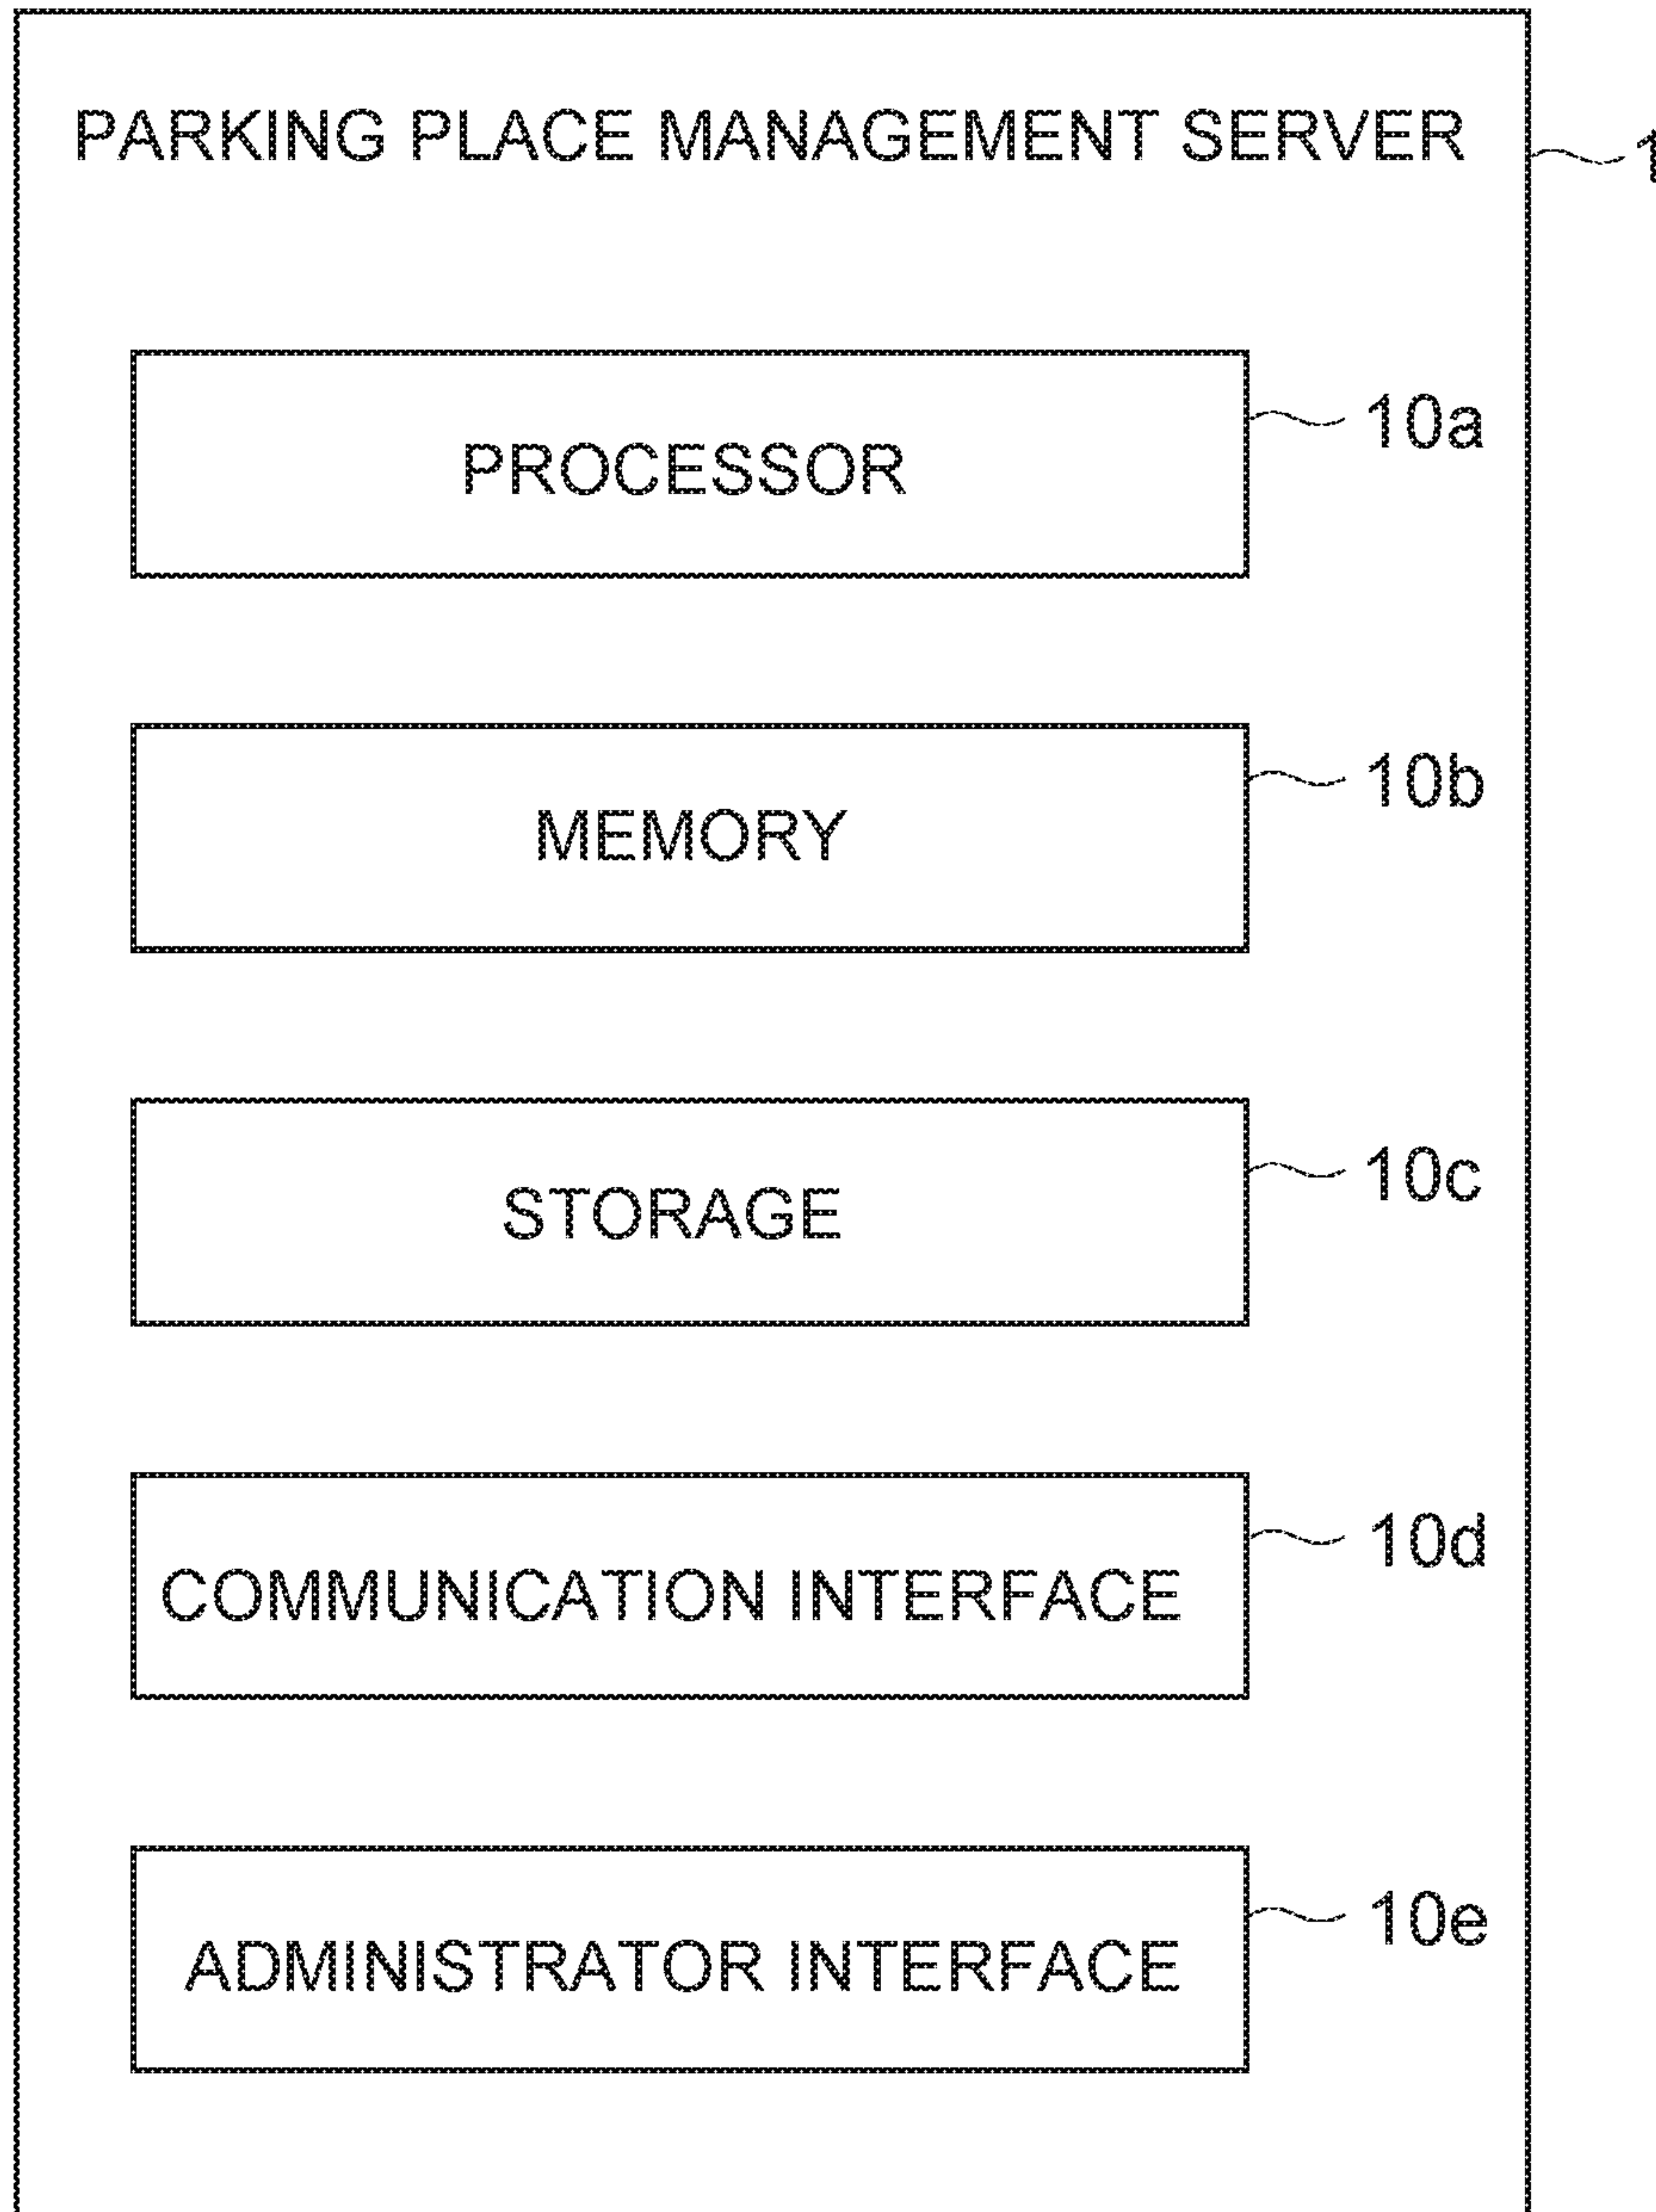 PARKING PLACE MANAGEMENT SERVER
PROCESSOR
10a
MEMORY
10b
STORAGE
10c
COMMUNICATION INTERFACE
10d
ADMINISTRATOR INTERFACE
10e